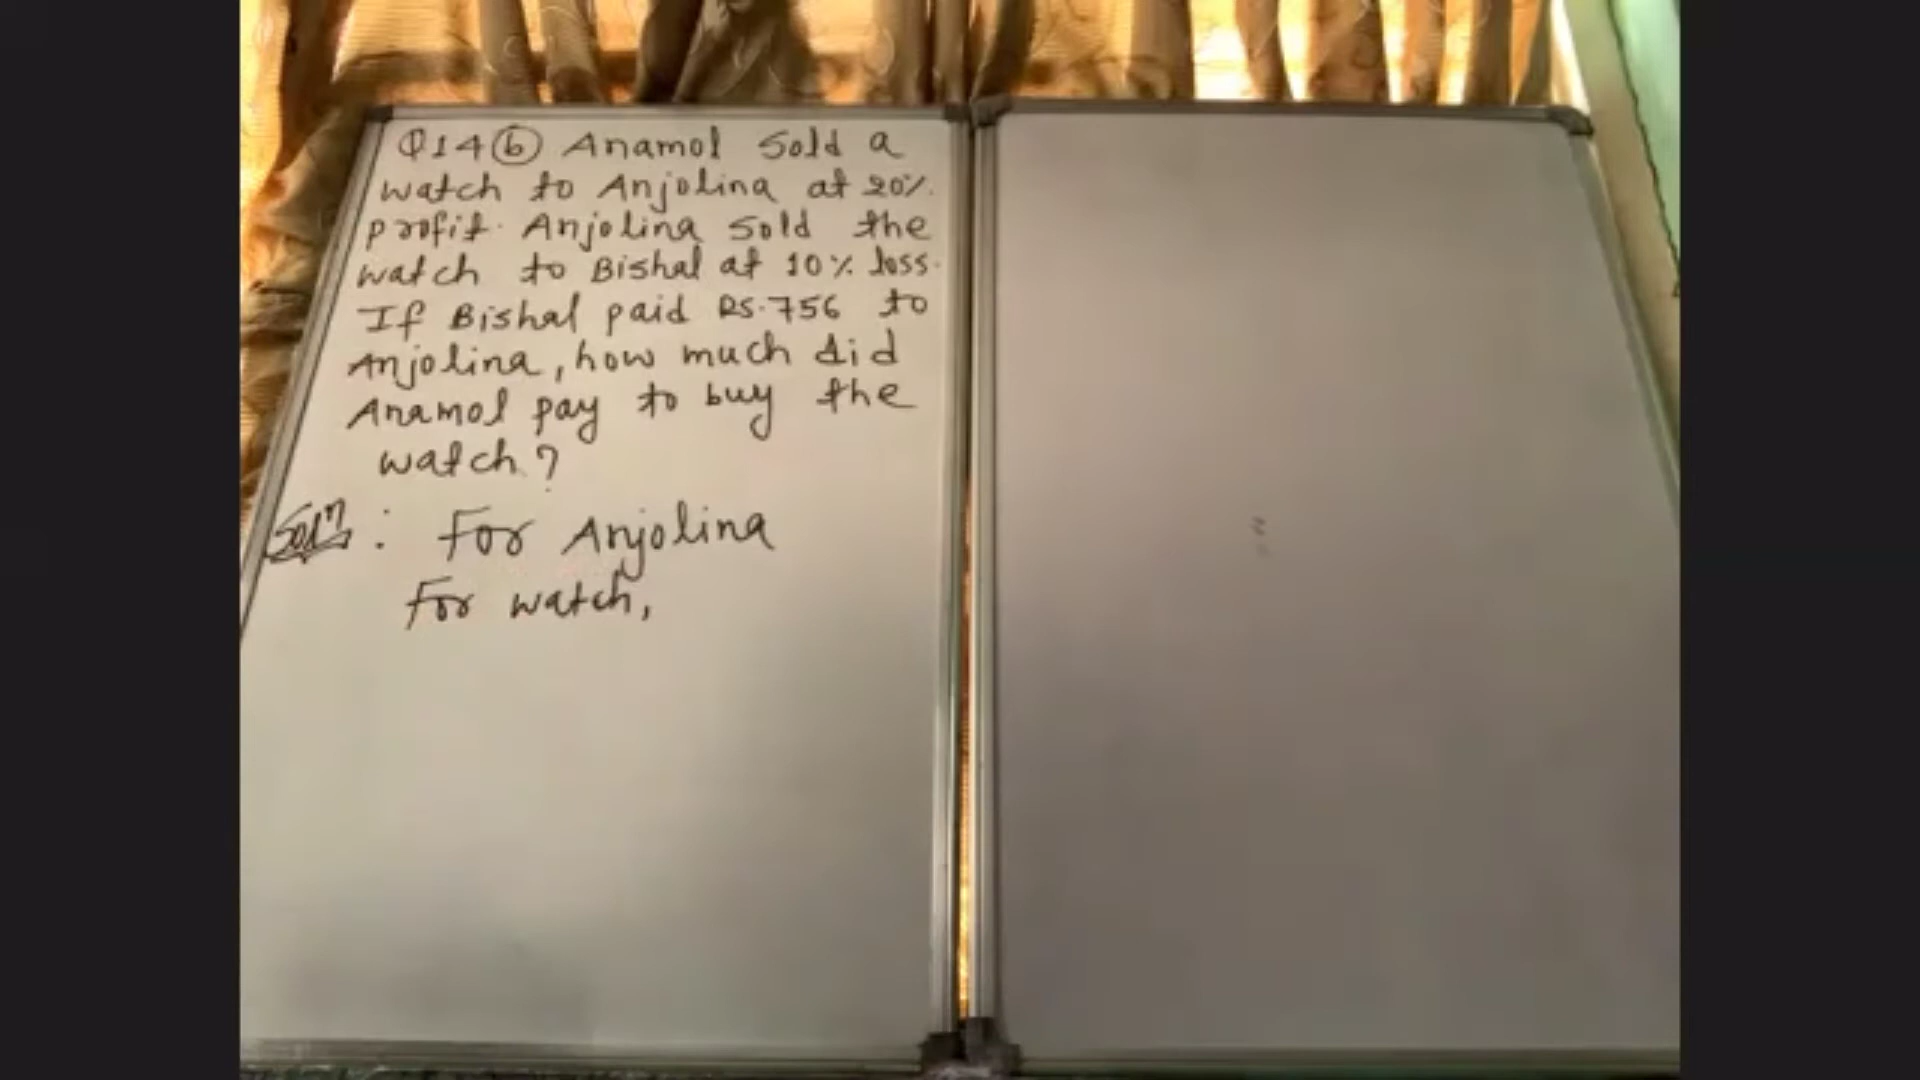 Q14(b) Anamol Sold a
watch to Anjolina at 20%
profit. Anjolina sold the
watch to Bishal at 10% loss.
If Bishal paid Rs.756 to
Anjolina, how much did
Anamol pay to buy the
watch?
Solⁿ: For Anjolina
For watch,